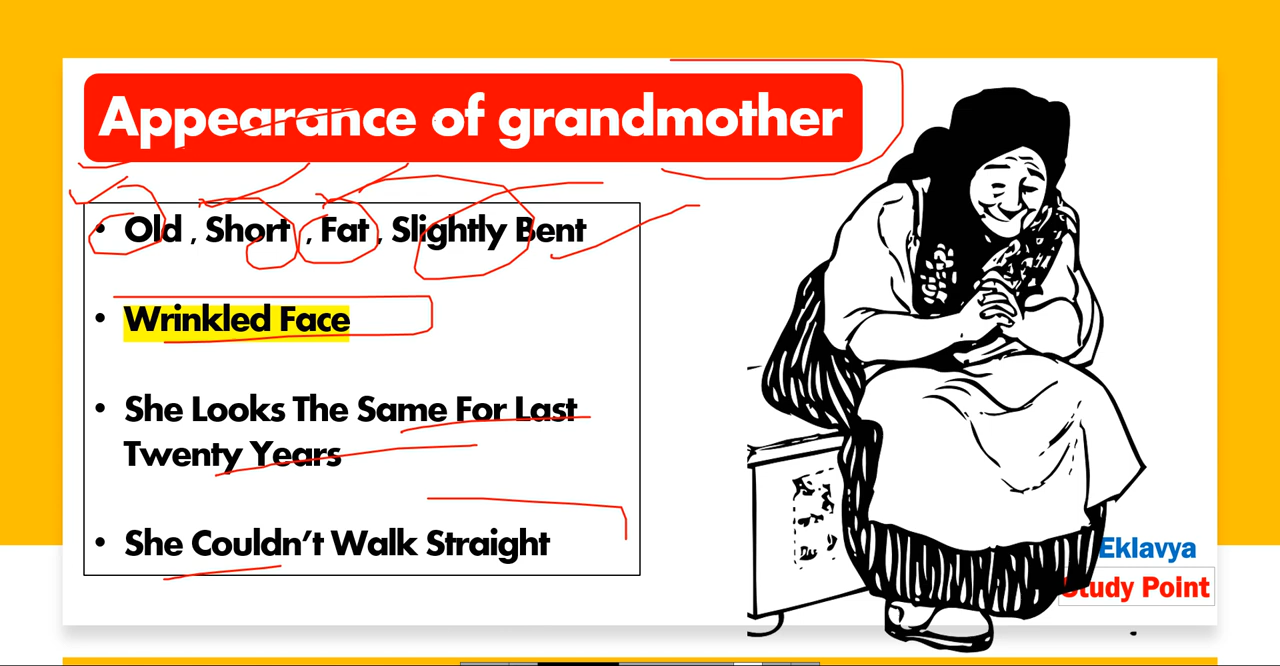 Appearance of grandmother
• Old , Short , Fat , Slightly Bent
• Wrinkled Face
• She Looks The Same For Last
Twenty Years
• She Couldn't Walk Straight
Eklavya
Study Point